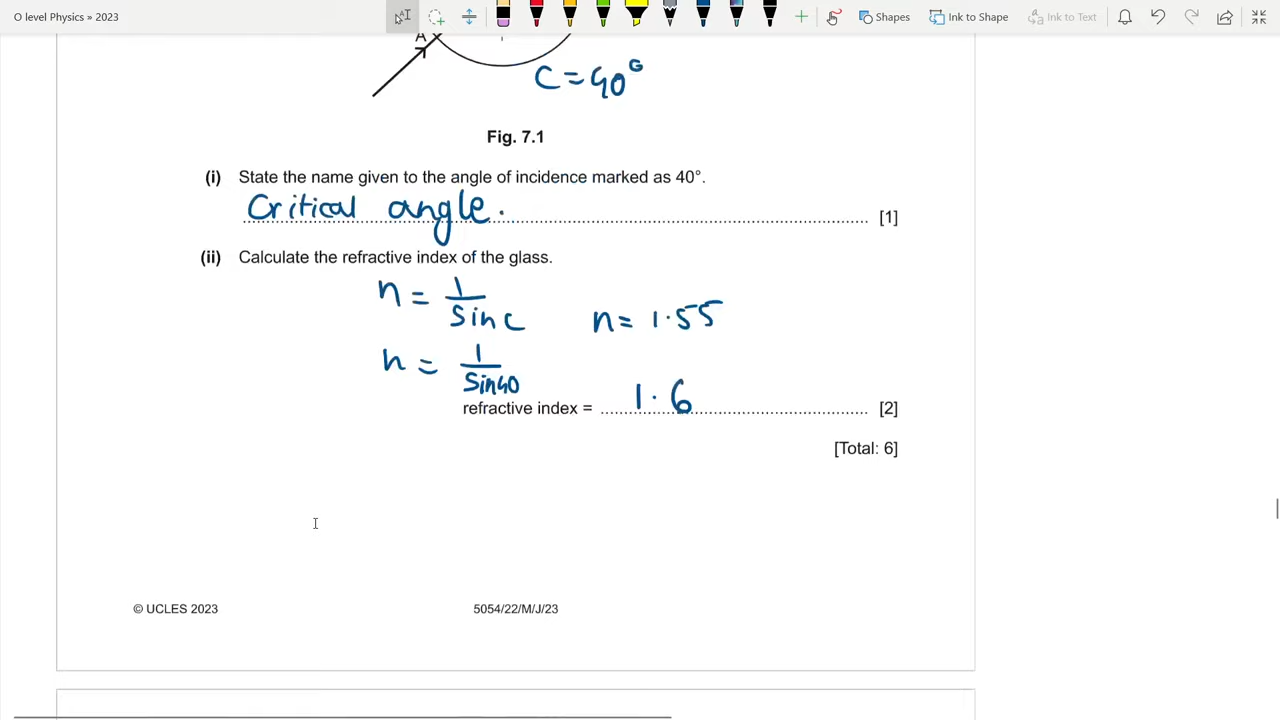 O level Physics » 2023
Shapes
Ink to Shape
Ink to Text
A
C = 40°
Fig. 7.1
(i) State the name given to the angle of incidence marked as 40°.
Critical angle. [1]
(ii) Calculate the refractive index of the glass.
n = 1/Sin C n = 1.55
n = 1/Sin40
refractive index = 1.6 [2]
[Total: 6]
© UCLES 2023 5054/22/M/J/23